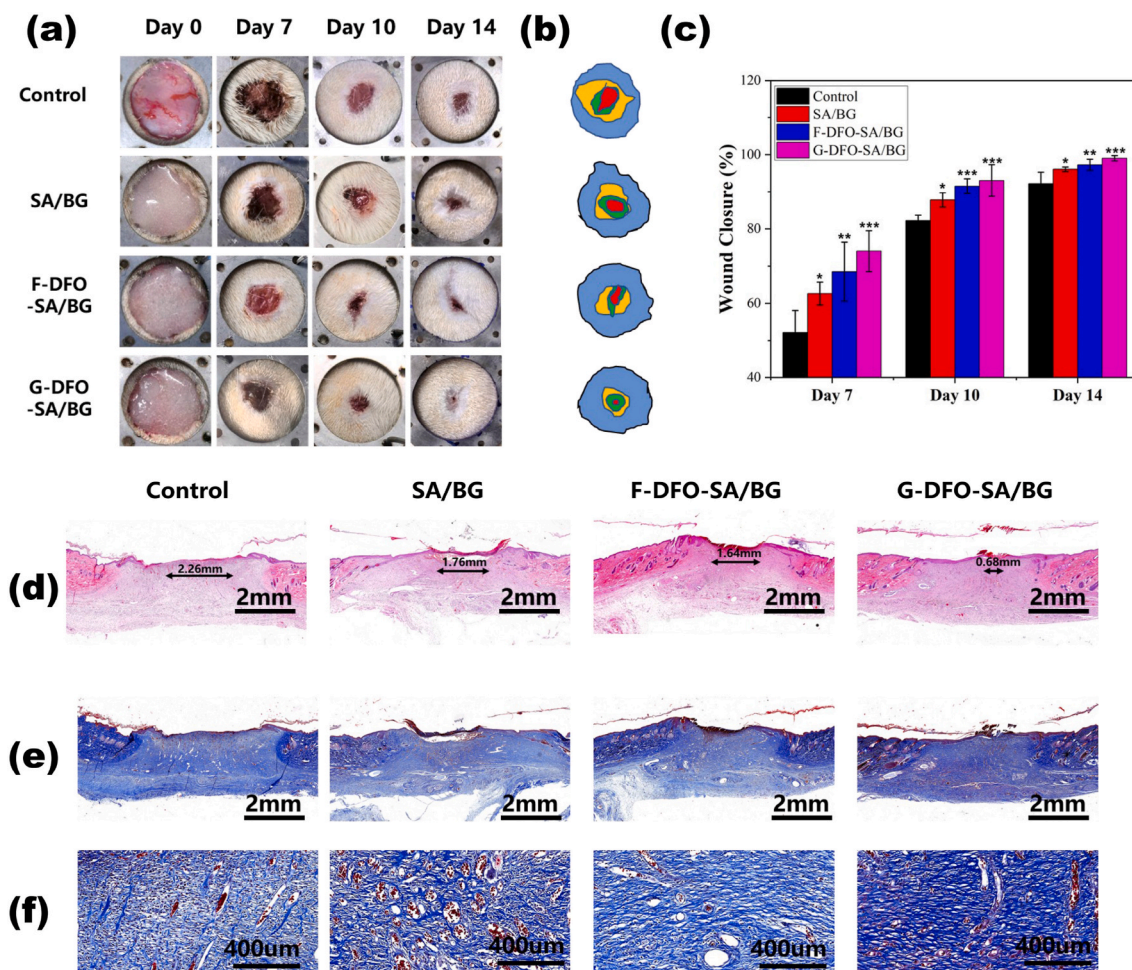 (a) Day 0 Day 7 Day 10 Day 14 (b) (c)
Control
SA/BG
F-DFO
-SA/BG
G-DFO
-SA/BG
120
100
80
60
40
Wound Closure (%)
Control
SA/BG
F-DFO-SA/BG
G-DFO-SA/BG
* ** ***
* *** ***
* ** ***
Day 7 Day 10 Day 14
Control SA/BG F-DFO-SA/BG G-DFO-SA/BG
(d)
2.26mm 1.76mm 1.64mm 0.68mm
2mm 2mm 2mm 2mm
(e)
2mm 2mm 2mm 2mm
(f)
400um 400um 400um 400um